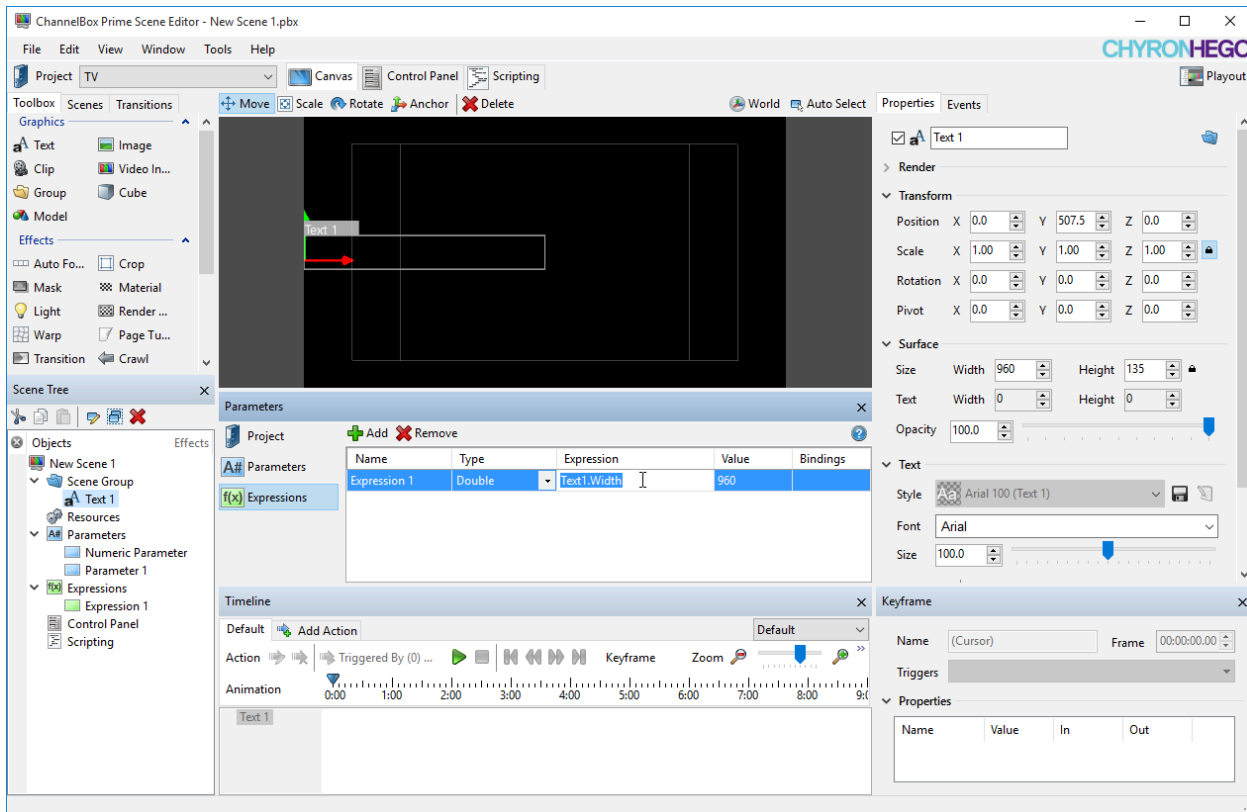 ChannelBox Prime Scene Editor - New Scene 1.pbx
File Edit View Window Tools Help
CHYRONHEGO
Project TV Canvas Control Panel Scripting Playout
Toolbox Scenes Transitions Move Scale Rotate Anchor Delete World Auto Select Properties Events
Graphics
Text Image
Clip Video In...
Group Cube
Model
Effects
Auto Fo... Crop
Mask Material
Light Render ...
Warp Page Tu...
Transition Crawl
Text 1
Text 1
Render
Transform
Position X 0.0 Y 507.5 Z 0.0
Scale X 1.00 Y 1.00 Z 1.00
Rotation X 0.0 Y 0.0 Z 0.0
Pivot X 0.0 Y 0.0 Z 0.0
Surface
Size Width 960 Height 135
Text Width 0 Height 0
Opacity 100.0
Text
Style Aa Arial 100 (Text 1)
Font Arial
Size 100.0
Scene Tree
Objects Effects
New Scene 1
Scene Group
Text 1
Resources
A# Parameters
Numeric Parameter
Parameter 1
f(x) Expressions
Expression 1
Control Panel
Scripting
Parameters
Project Add Remove
A# Parameters
f(x) Expressions
Name Type Expression Value Bindings
Expression 1 Double Text1.Width 960
Timeline
Default Add Action Default
Action Triggered By (0) ... Keyframe Zoom »
Animation 0:00 1:00 2:00 3:00 4:00 5:00 6:00 7:00 8:00 9:0
Text 1
Keyframe
Name (Cursor) Frame 00:00:00.00
Triggers
Properties
Name Value In Out